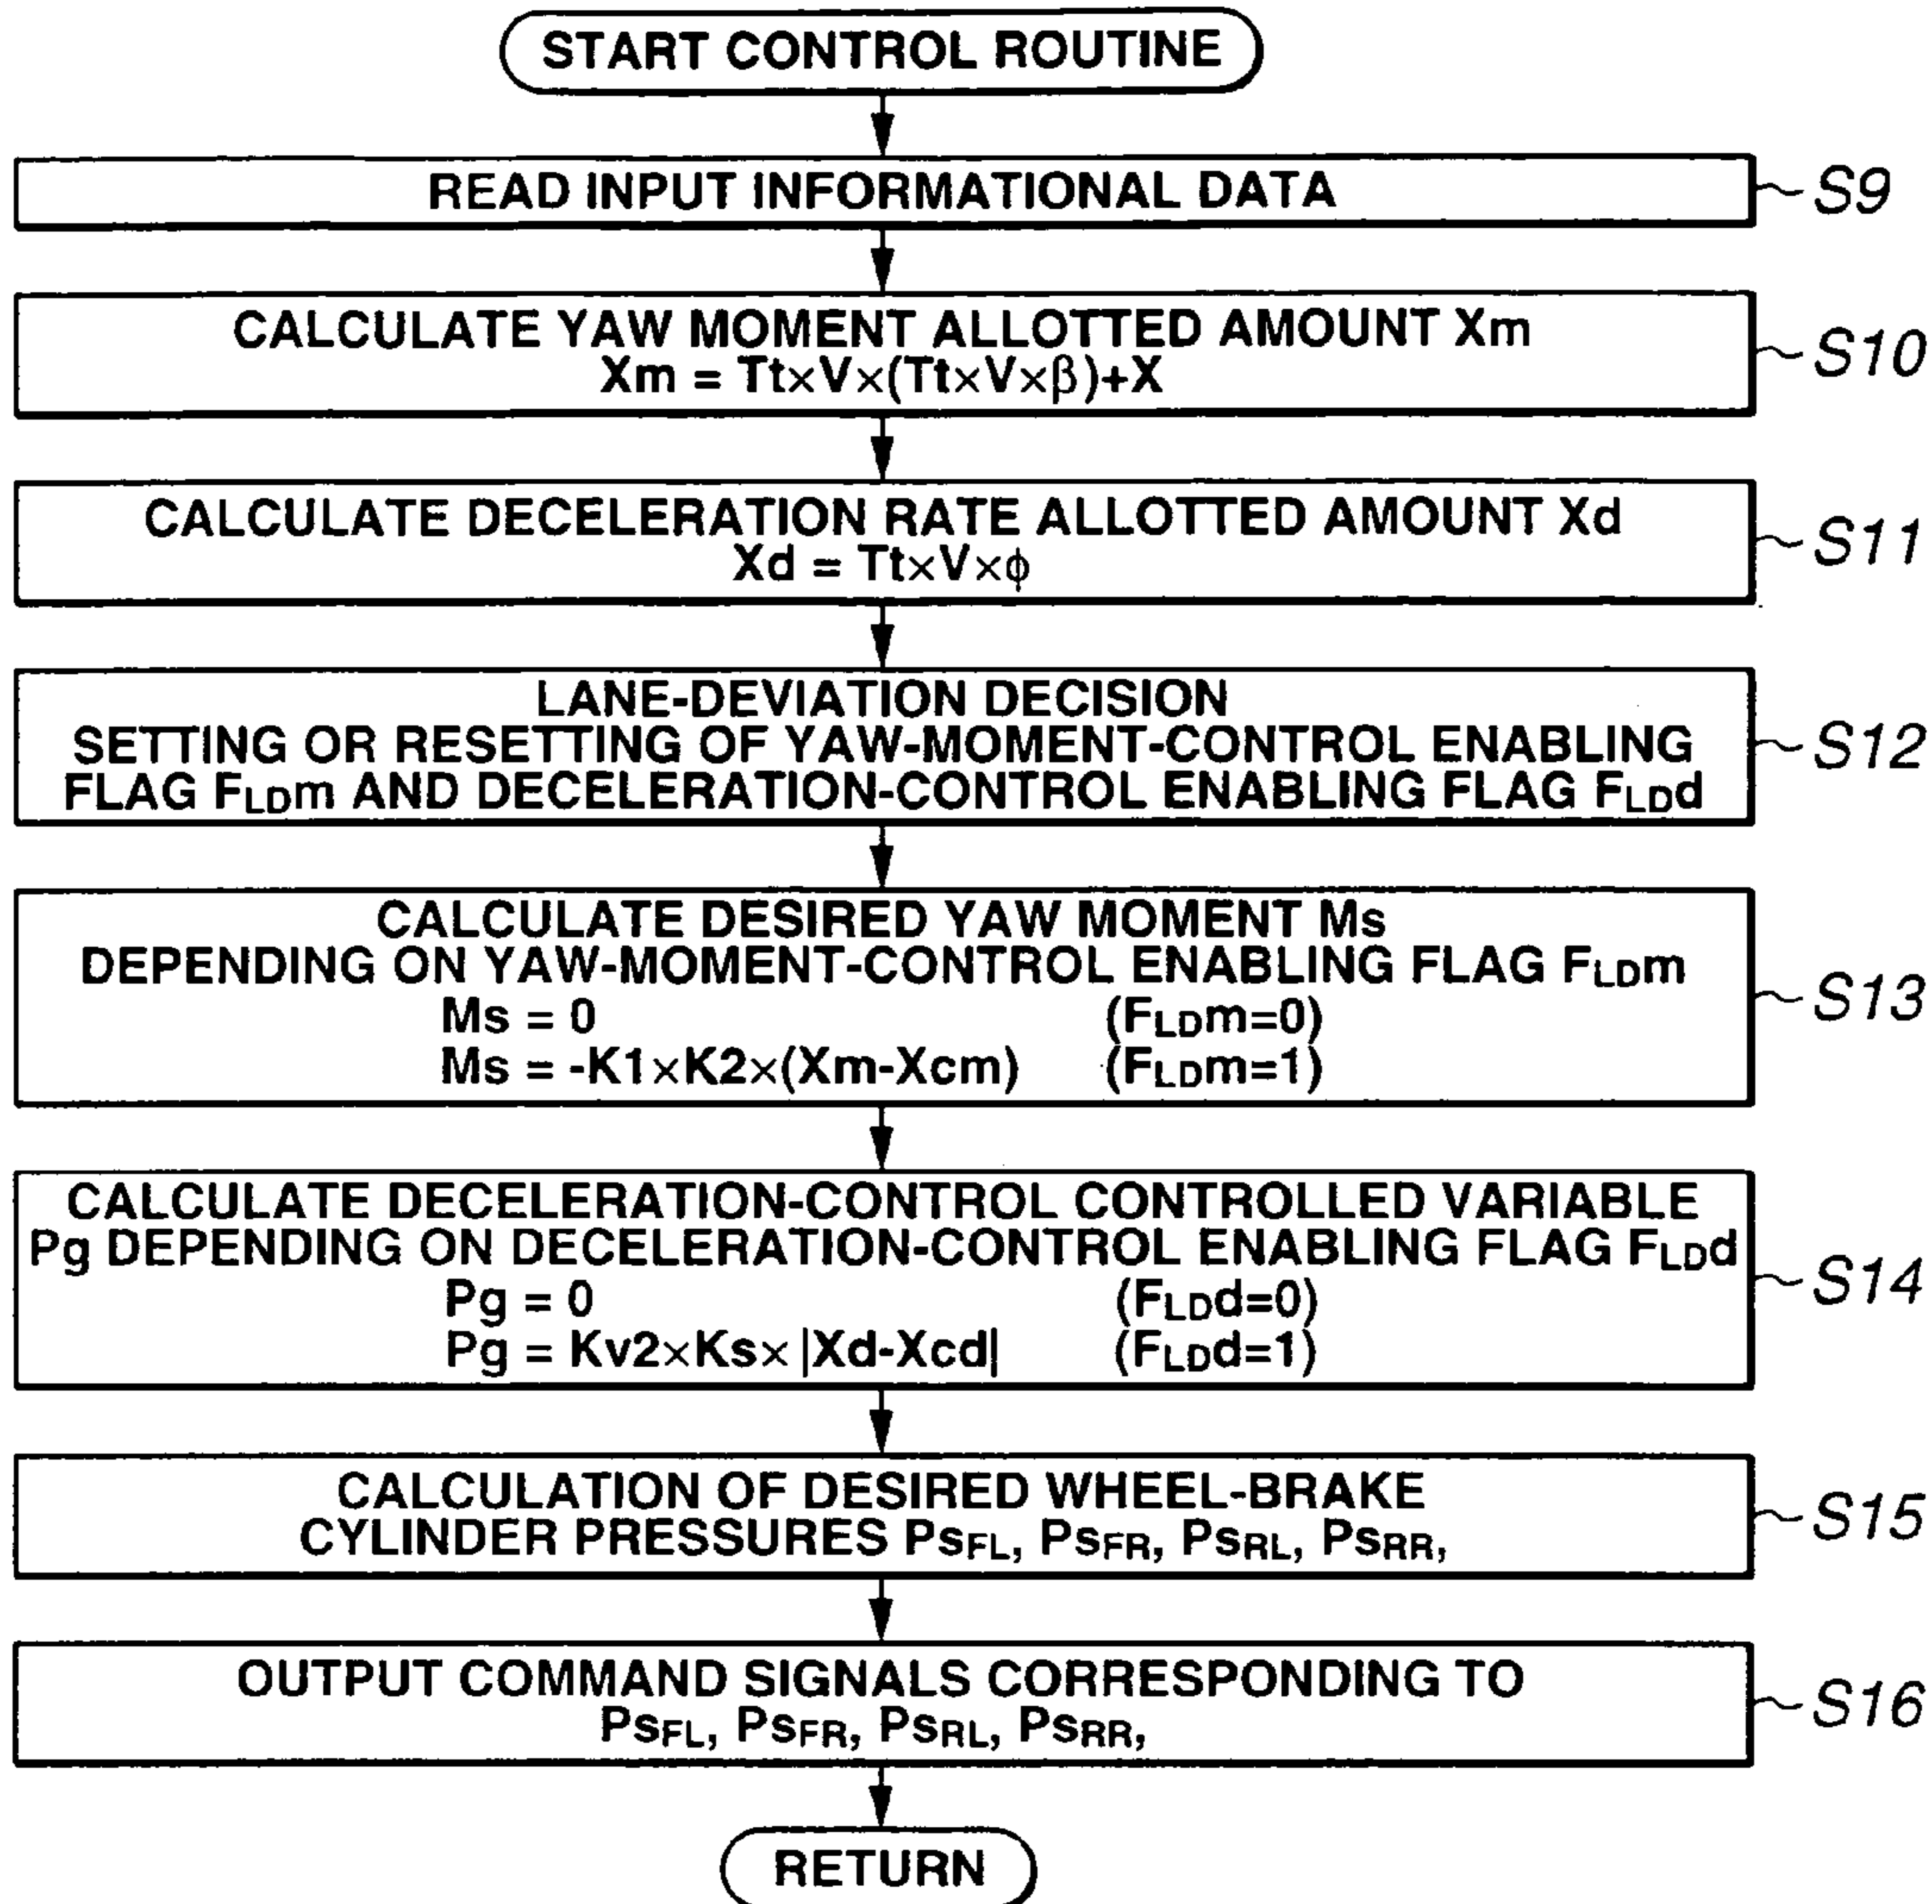 START CONTROL ROUTINE
READ INPUT INFORMATIONAL DATA
S9
CALCULATE YAW MOMENT ALLOTTED AMOUNT Xm
Xm = Tt×V×(Tt×V×β)+X
S10
CALCULATE DECELERATION RATE ALLOTTED AMOUNT Xd
Xd = Tt×V×ϕ
S11
LANE-DEVIATION DECISION
SETTING OR RESETTING OF YAW-MOMENT-CONTROL ENABLING
FLAG FLDm AND DECELERATION-CONTROL ENABLING FLAG FLDd
S12
CALCULATE DESIRED YAW MOMENT Ms
DEPENDING ON YAW-MOMENT-CONTROL ENABLING FLAG FLDm
Ms = 0 (FLDm=0)
Ms = -K1×K2×(Xm-Xcm) (FLDm=1)
S13
CALCULATE DECELERATION-CONTROL CONTROLLED VARIABLE
Pg DEPENDING ON DECELERATION-CONTROL ENABLING FLAG FLDd
Pg = 0 (FLDd=0)
Pg = Kv2×Ks×|Xd-Xcd| (FLDd=1)
S14
CALCULATION OF DESIRED WHEEL-BRAKE
CYLINDER PRESSURES PsFL, PsFR, PsRL, PsRR,
S15
OUTPUT COMMAND SIGNALS CORRESPONDING TO
PsFL, PsFR, PsRL, PsRR,
S16
RETURN